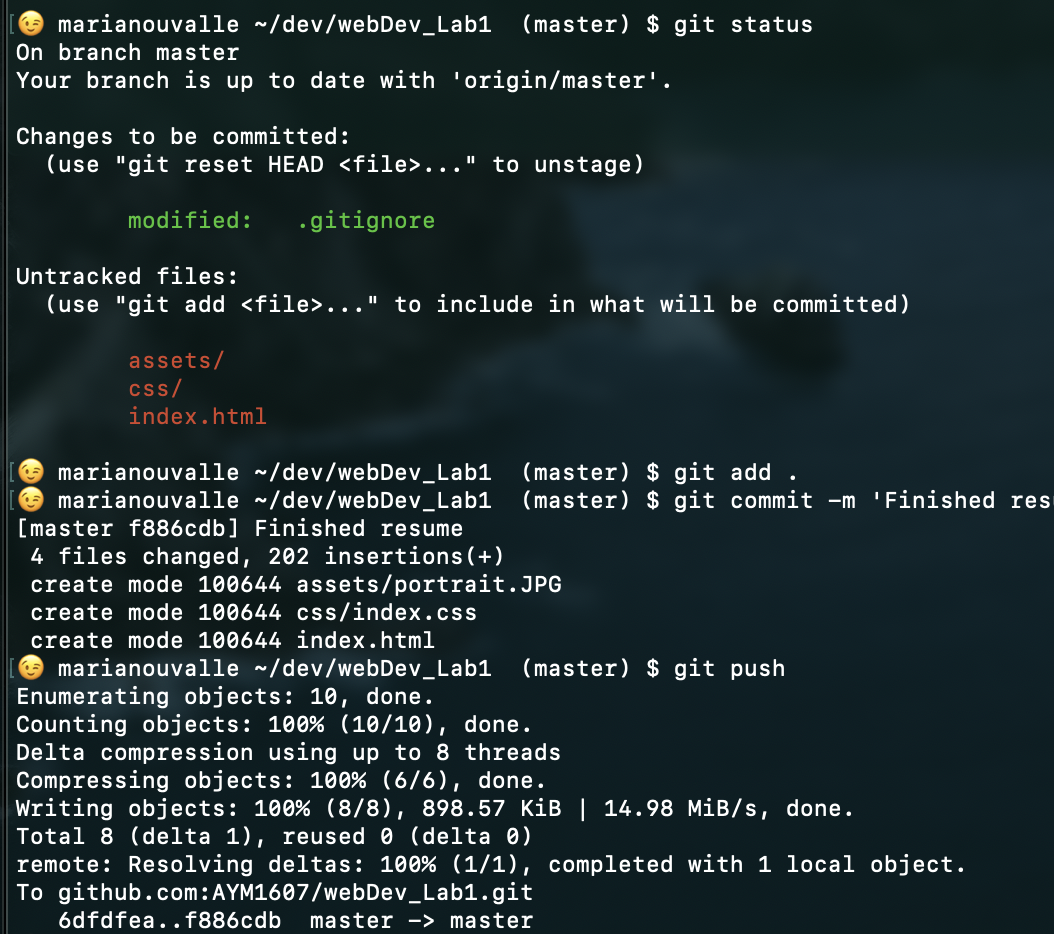 [😉 marianouvalle ~/dev/webDev_Lab1  (master) $ git status
On branch master
Your branch is up to date with 'origin/master'.
Changes to be committed:
  (use "git reset HEAD <file>..." to unstage)
        modified:   .gitignore
Untracked files:
  (use "git add <file>..." to include in what will be committed)
        assets/
        css/
        index.html
[😉 marianouvalle ~/dev/webDev_Lab1  (master) $ git add .
[😉 marianouvalle ~/dev/webDev_Lab1  (master) $ git commit -m 'Finished
[master f886cdb] Finished resume
 4 files changed, 202 insertions(+)
 create mode 100644 assets/portrait.JPG
 create mode 100644 css/index.css
 create mode 100644 index.html
[😉 marianouvalle ~/dev/webDev_Lab1  (master) $ git push
Enumerating objects: 10, done.
Counting objects: 100% (10/10), done.
Delta compression using up to 8 threads
Compressing objects: 100% (6/6), done.
Writing objects: 100% (8/8), 898.57 KiB | 14.98 MiB/s, done.
Total 8 (delta 1), reused 0 (delta 0)
remote: Resolving deltas: 100% (1/1), completed with 1 local object.
To github.com:AYM1607/webDev_Lab1.git
   6dfdfea..f886cdb  master -> master